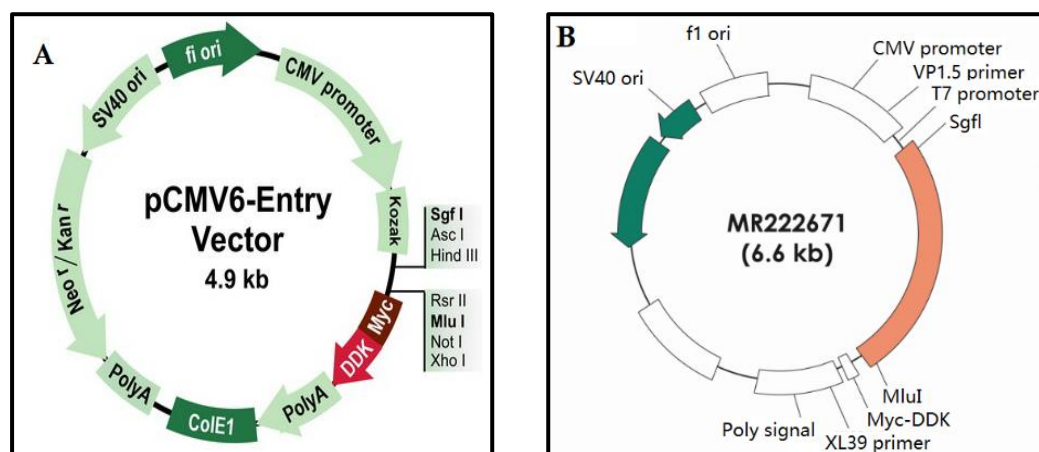 A
fi ori
SV40 ori
CMV promoter
Kozak
pCMV6-Entry
Vector
4.9 kb
Sgf I
Asc I
Hind III
Rsr II
Mlu I
Not I
Xho I
Myc
DDK
PolyA
ColE1
PolyA
Neo r / Kan r
B
f1 ori
SV40 ori
CMV promoter
VP1.5 primer
T7 promoter
SgfI
MR222671
(6.6 kb)
MluI
Myc-DDK
XL39 primer
Poly signal